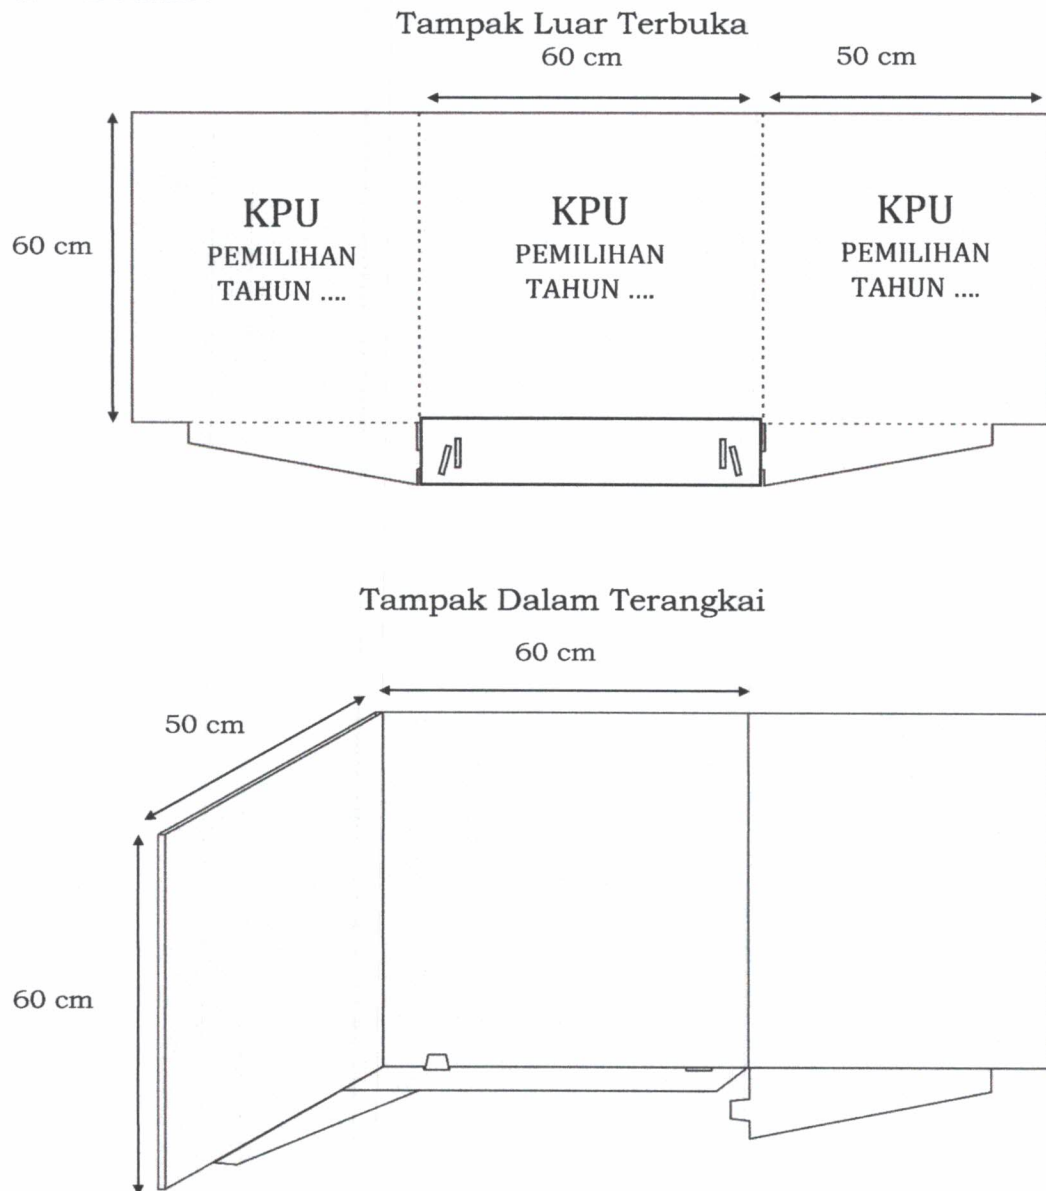 Tampak Luar Terbuka
60 cm 50 cm
60 cm
KPU
PEMILIHAN
TAHUN ....
KPU
PEMILIHAN
TAHUN ....
KPU
PEMILIHAN
TAHUN ....
Tampak Dalam Terangkai
60 cm
50 cm
60 cm